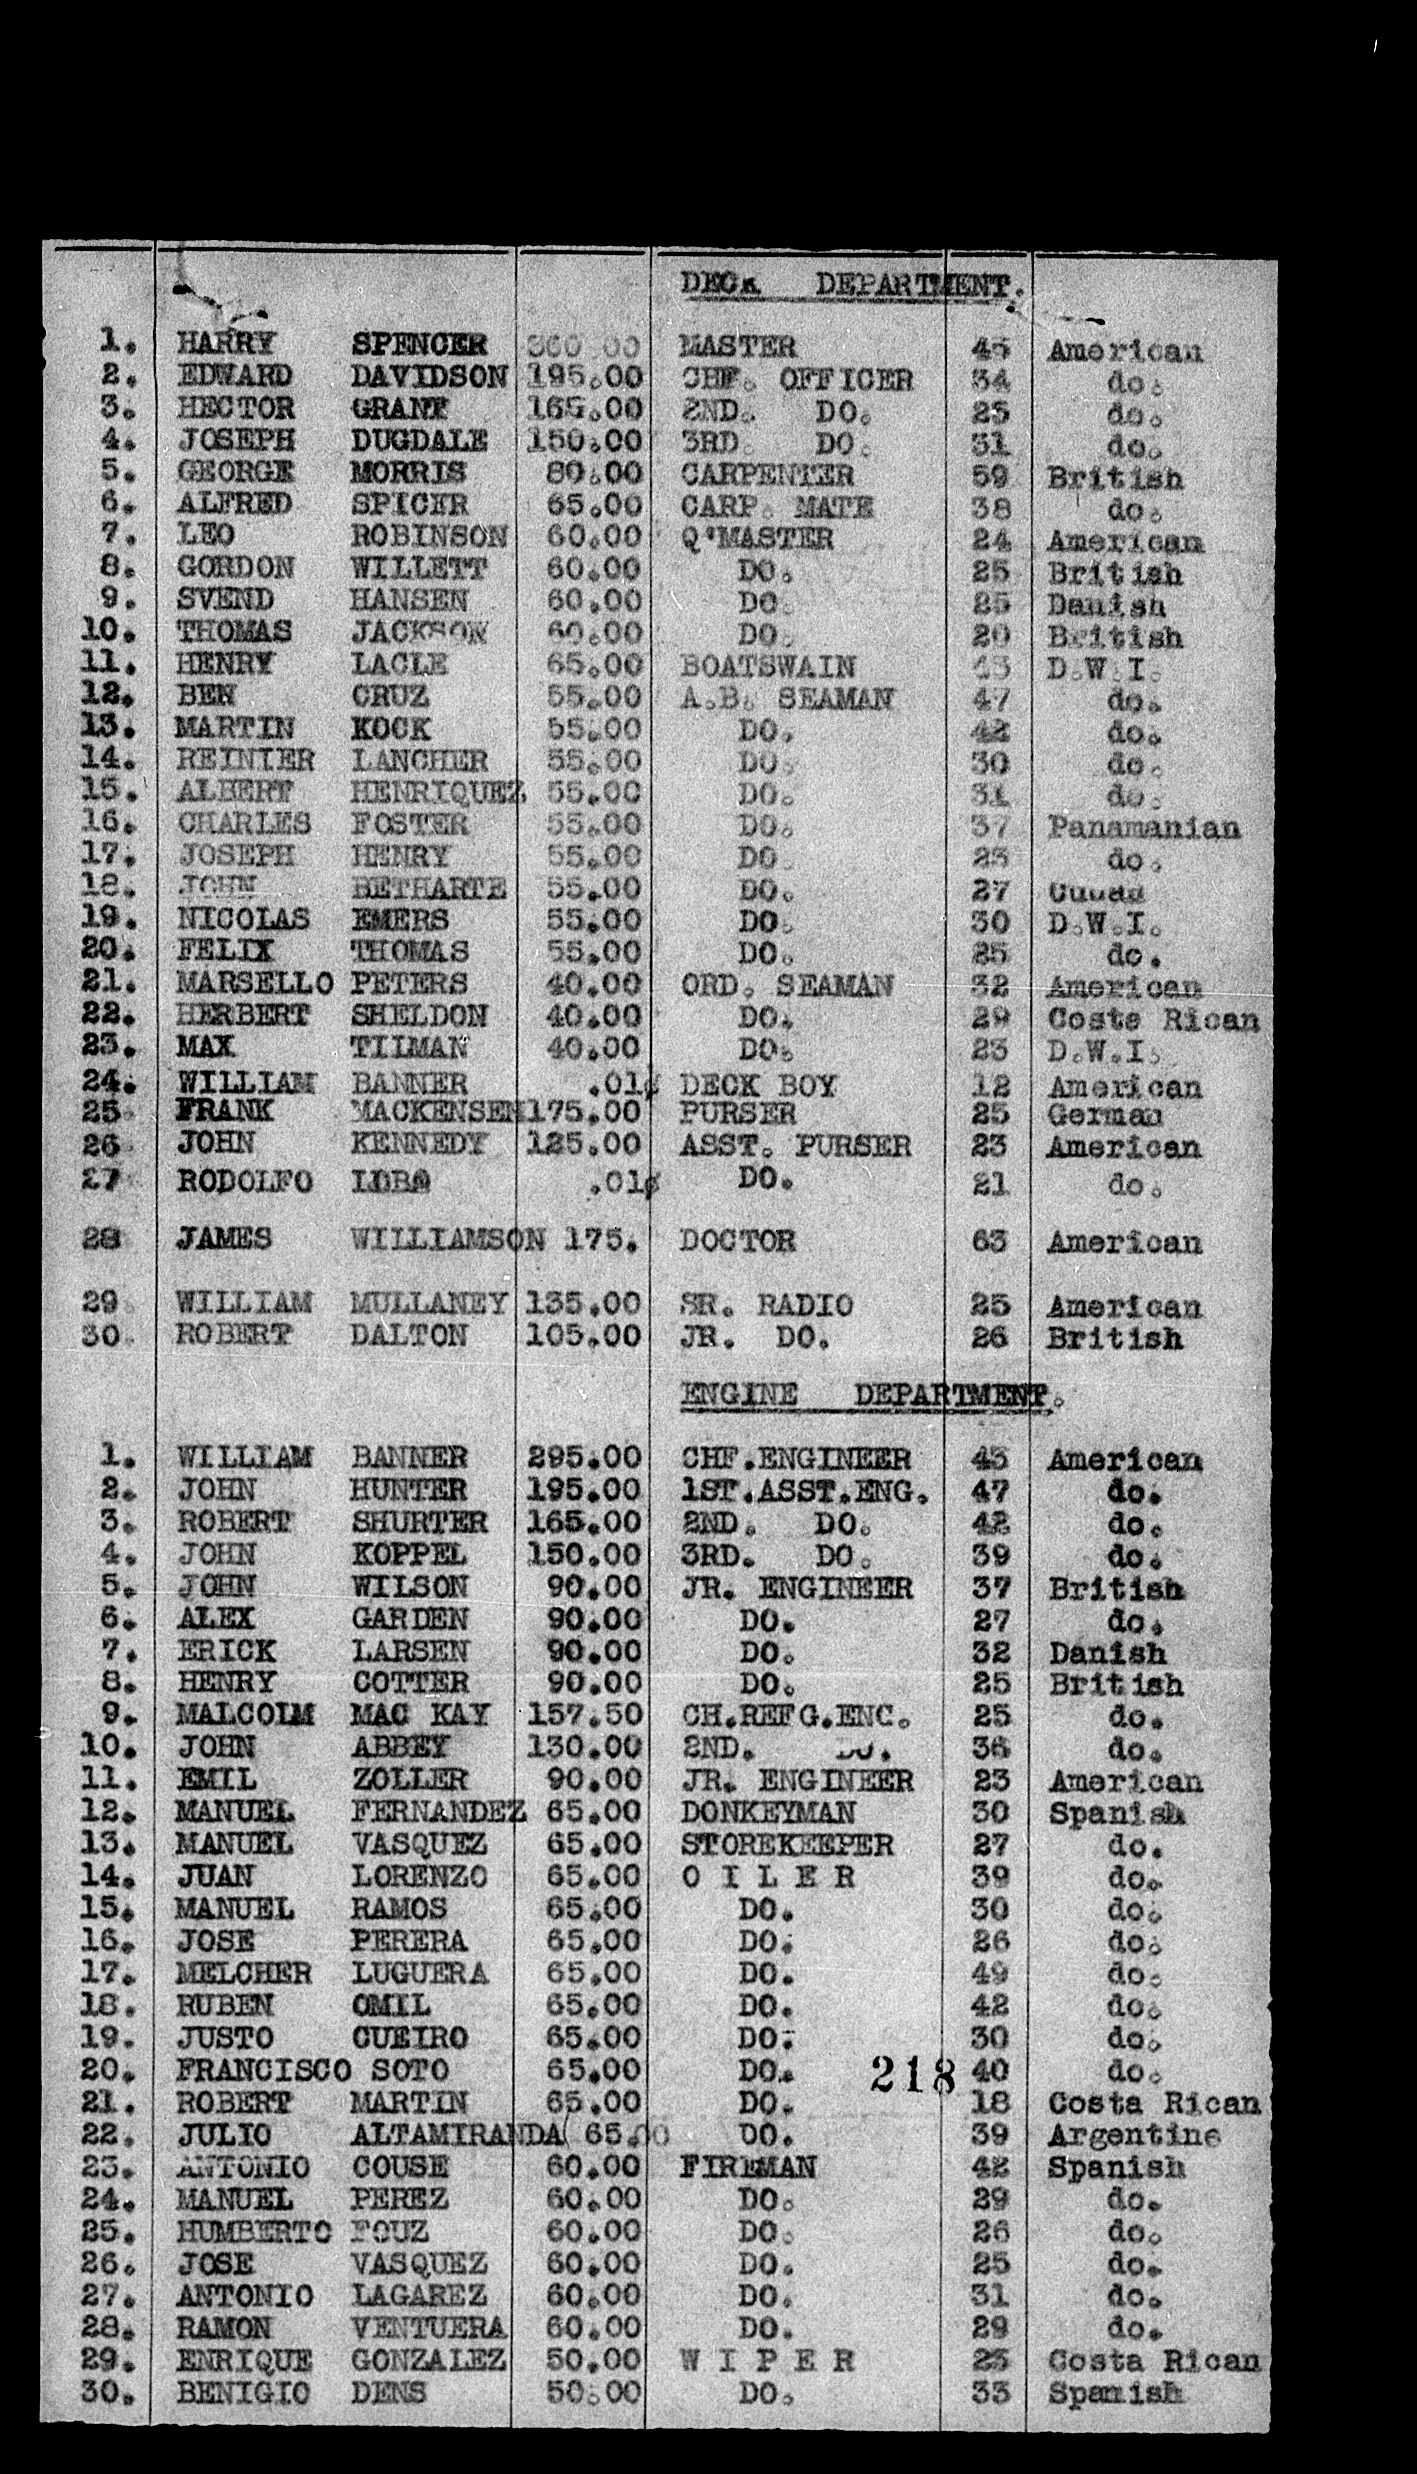 DECK DEPARTMENT.
1. HARRY SPENCER 360.00 MASTER 45 American
2. EDWARD DAVIDSON 195.00 CHF. OFFICER 34 do.
3. HECTOR GRANT 165.00 2ND. DO. 25 do.
4. JOSEPH DUGDALE 150.00 3RD. DO. 31 do.
5. GEORGE MORRIS 80.00 CARPENTER 59 British
6. ALFRED SPICER 65.00 CARP. MATE 38 do.
7. LEO ROBINSON 60.00 Q'MASTER 24 American
8. GORDON WILLETT 60.00 DO. 25 British
9. SVEND HANSEN 60.00 DO. 25 Danish
10. THOMAS JACKSON 60.00 DO. 20 British
11. HENRY LACLE 65.00 BOATSWAIN D.W.I.
12. BEN CRUZ 55.00 A.B. SEAMAN 47 do.
13. MARTIN KOCK 55.00 DO. 42 do.
14. REINIER LANCHER 55.00 DO. 30 do.
15. ALBERT HENRIQUEZ 55.00 DO. 31 do.
16. CHARLES FOSTER 55.00 DO. 37 Panamanian
17. JOSEPH HENRY 55.00 DO. 23 do.
18. JOHN BETHARTE 55.00 DO. 27 Cuban
19. NICOLAS EMERS 55.00 DO. 30 D.W.I.
20. FELIX THOMAS 55.00 DO. 25 do.
21. MARSELLO PETERS 40.00 ORD. SEAMAN 32 American
22. HERBERT SHELDON 40.00 DO. 29 Coste Rican
23. MAX TILMAN 40.00 DO. 23 D.W.I.
24. WILLIAM BANNER .01¢ DECK BOY 12 American
25 FRANK MACKENSEN 175.00 PURSER 25 German
26 JOHN KENNEDY 125.00 ASST. PURSER 23 American
27 RODOLFO LOBO .01¢ DO. 21 do.
28 JAMES WILLIAMSON 175. DOCTOR 63 American
29 WILLIAM MULLANEY 135.00 SR. RADIO 25 American
30 ROBERT DALTON 105.00 JR. DO. 26 British
ENGINE DEPARTMENT.
1. WILLIAM BANNER 295.00 CHF.ENGINEER 43 American
2. JOHN HUNTER 195.00 1ST.ASST.ENG. 47 do.
3. ROBERT SHURTER 165.00 2ND. DO. 42 do.
4. JOHN KOPPEL 150.00 3RD. DO. 39 do.
5. JOHN WILSON 90.00 JR. ENGINEER 37 British
6. ALEX GARDEN 90.00 DO. 27 do.
7. ERICK LARSEN 90.00 DO. 32 Danish
8. HENRY COTTER 90.00 DO. 25 British
9. MALCOLM MAC KAY 157.50 CH.REFG.ENG. 25 do.
10. JOHN ABBEY 130.00 2ND. DO. 36 do.
11. EMIL ZOLLER 90.00 JR. ENGINEER 23 American
12. MANUEL FERNANDEZ 65.00 DONKEYMAN 30 Spanish
13. MANUEL VASQUEZ 65.00 STOREKEEPER 27 do.
14. JUAN LORENZO 65.00 O I L E R 39 do.
15. MANUEL RAMOS 65.00 DO. 30 do.
16. JOSE PERERA 65.00 DO. 26 do.
17. MELCHER LUGUERA 65.00 DO. 49 do.
18. RUBEN OMIL 65.00 DO. 42 do.
19. JUSTO CUEIRO 65.00 DO. 30 do.
20. FRANCISCO SOTO 65.00 DO. 218 40 do.
21. ROBERT MARTIN 65.00 DO. 18 Costa Rican
22. JULIO ALTAMIRANDA( 65.00 DO. 39 Argentine
23. ANTONIO COUSE 60.00 FIREMAN 42 Spanish
24. MANUEL PEREZ 60.00 DO. 29 do.
25. HUMBERTO FOUZ 60.00 DO. 26 do.
26. JOSE VASQUEZ 60.00 DO. 25 do.
27. ANTONIO LAGAREZ 60.00 DO. 31 do.
28. RAMON VENTUERA 60.00 DO. 29 do.
29. ENRIQUE GONZALEZ 50.00 W I P E R 25 Costa Rican
30. BENIGIO DENS 50.00 DO. 33 Spanish